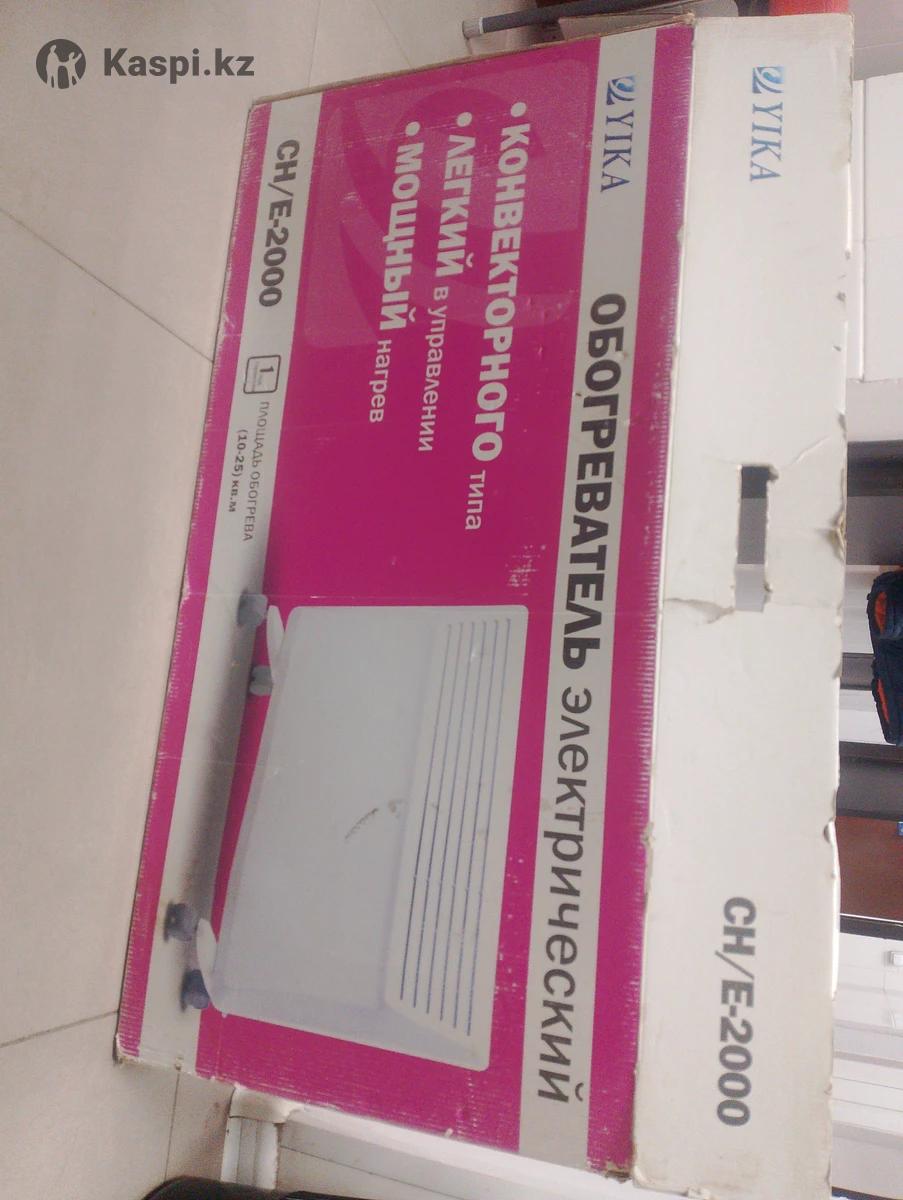 Kaspi.kz
YIKA
CH/E-2000
YIKA
ОБОГРЕВАТЕЛЬ электрический
• КОНВЕКТОРНОГО типа
• ЛЕГКИЙ в управлении
• МОЩНЫЙ нагрев
CH/E-2000
1
ПЛОЩАДЬ ОБОГРЕВА
(10-25) кв.м